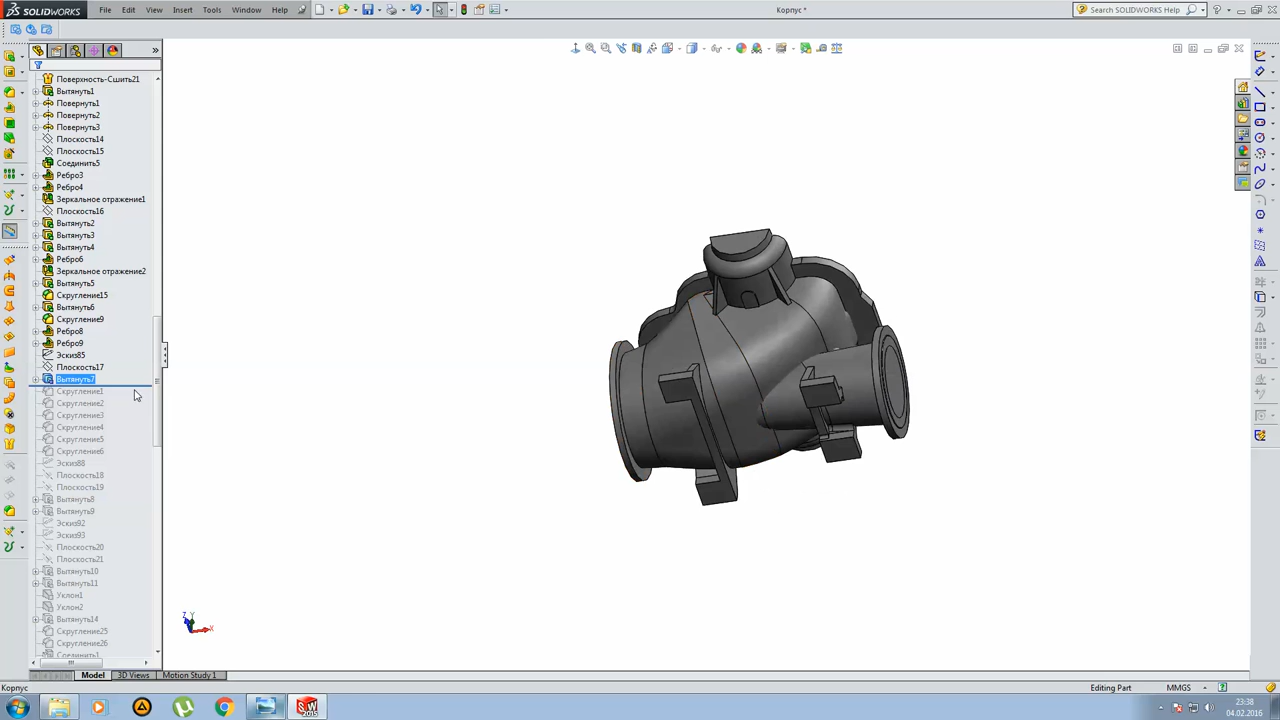 SOLIDWORKS File Edit View Insert Tools Window Help Корпус * Search SOLIDWORKS Help
Поверхность-Сшить21
Вытянуть1
Повернуть1
Повернуть2
Повернуть3
Плоскость14
Плоскость15
Соединить5
Ребро3
Ребро4
Зеркальное отражение1
Плоскость16
Вытянуть2
Вытянуть3
Вытянуть4
Ребро6
Зеркальное отражение2
Вытянуть5
Скругление15
Вытянуть6
Скругление9
Ребро8
Ребро9
Эскиз85
Плоскость17
Вытянуть7
Скругление1
Скругление2
Скругление3
Скругление4
Скругление5
Скругление6
Эскиз88
Плоскость18
Плоскость19
Вытянуть8
Вытянуть9
Эскиз92
Эскиз93
Плоскость20
Плоскость21
Вытянуть10
Вытянуть11
Уклон1
Уклон2
Вытянуть14
Скругление25
Скругление26
Соединить1
Z Y X
Model 3D Views Motion Study 1
Корпус Editing Part MMGS
SW 2015
23:38
04.02.2016